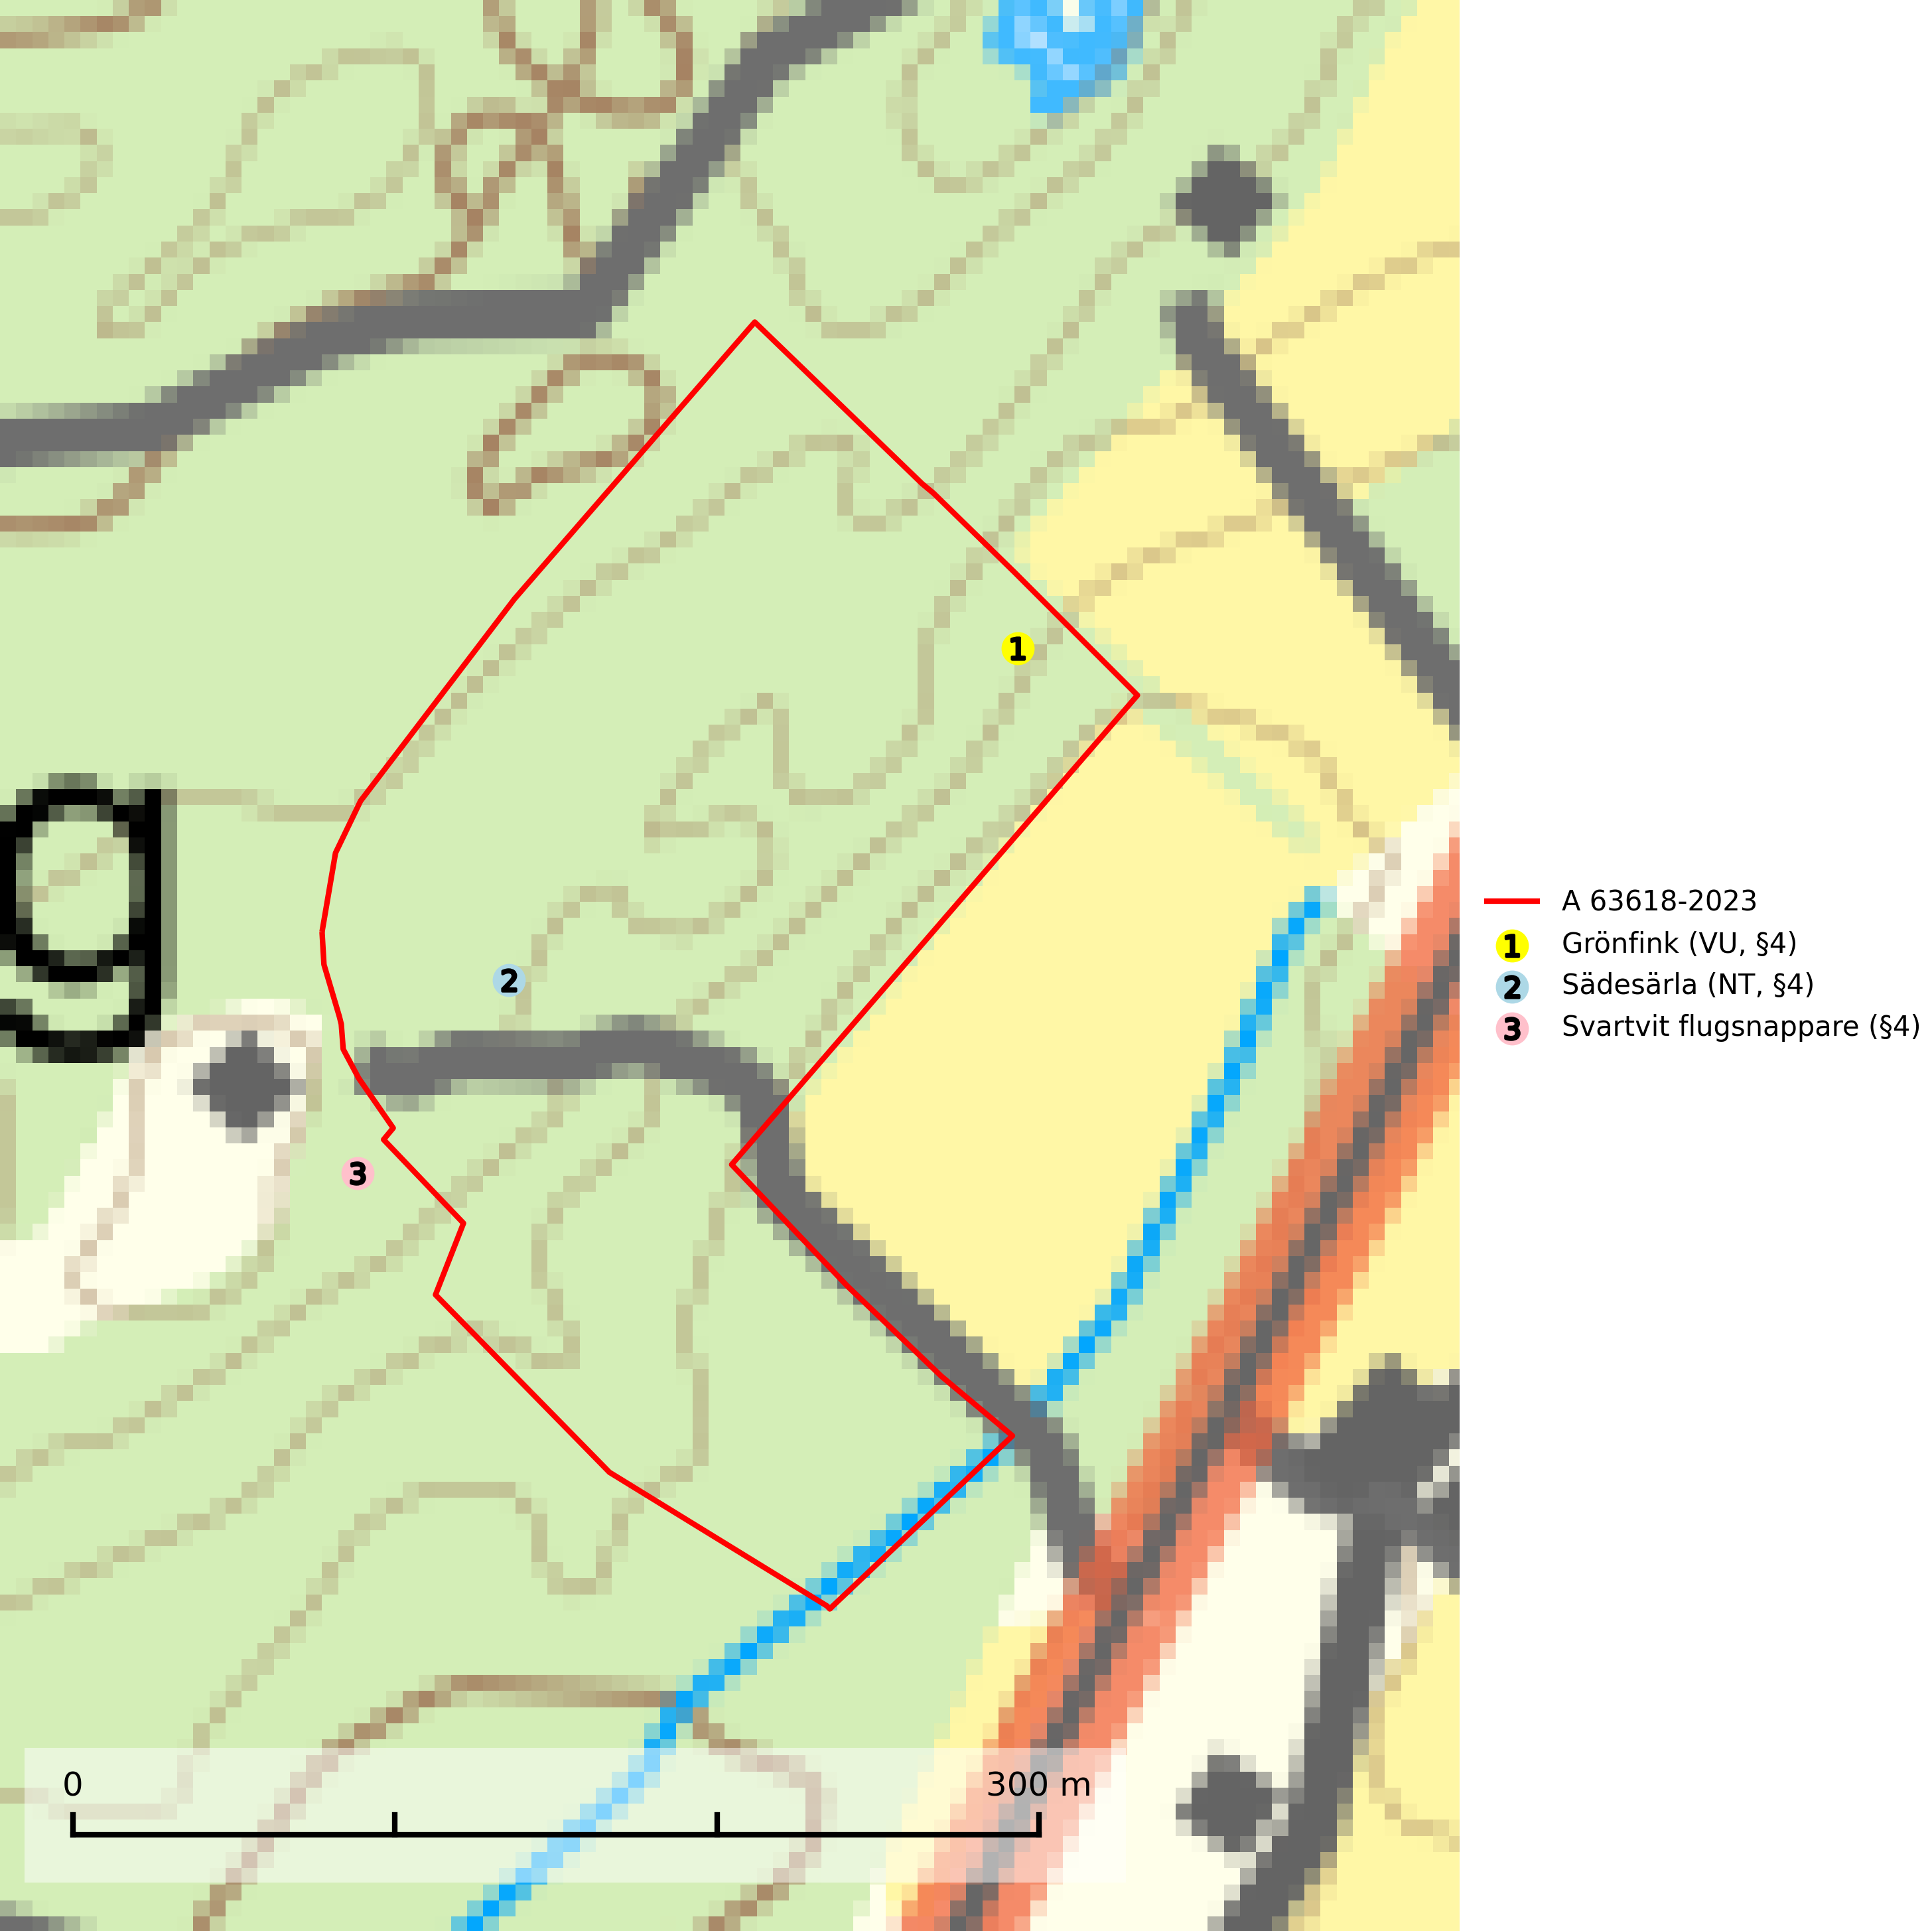 1
2
3
9
0
300 m
A 63618-2023
1 Grönfink (VU, §4)
2 Sädesärla (NT, §4)
3 Svartvit flugsnappare (§4)